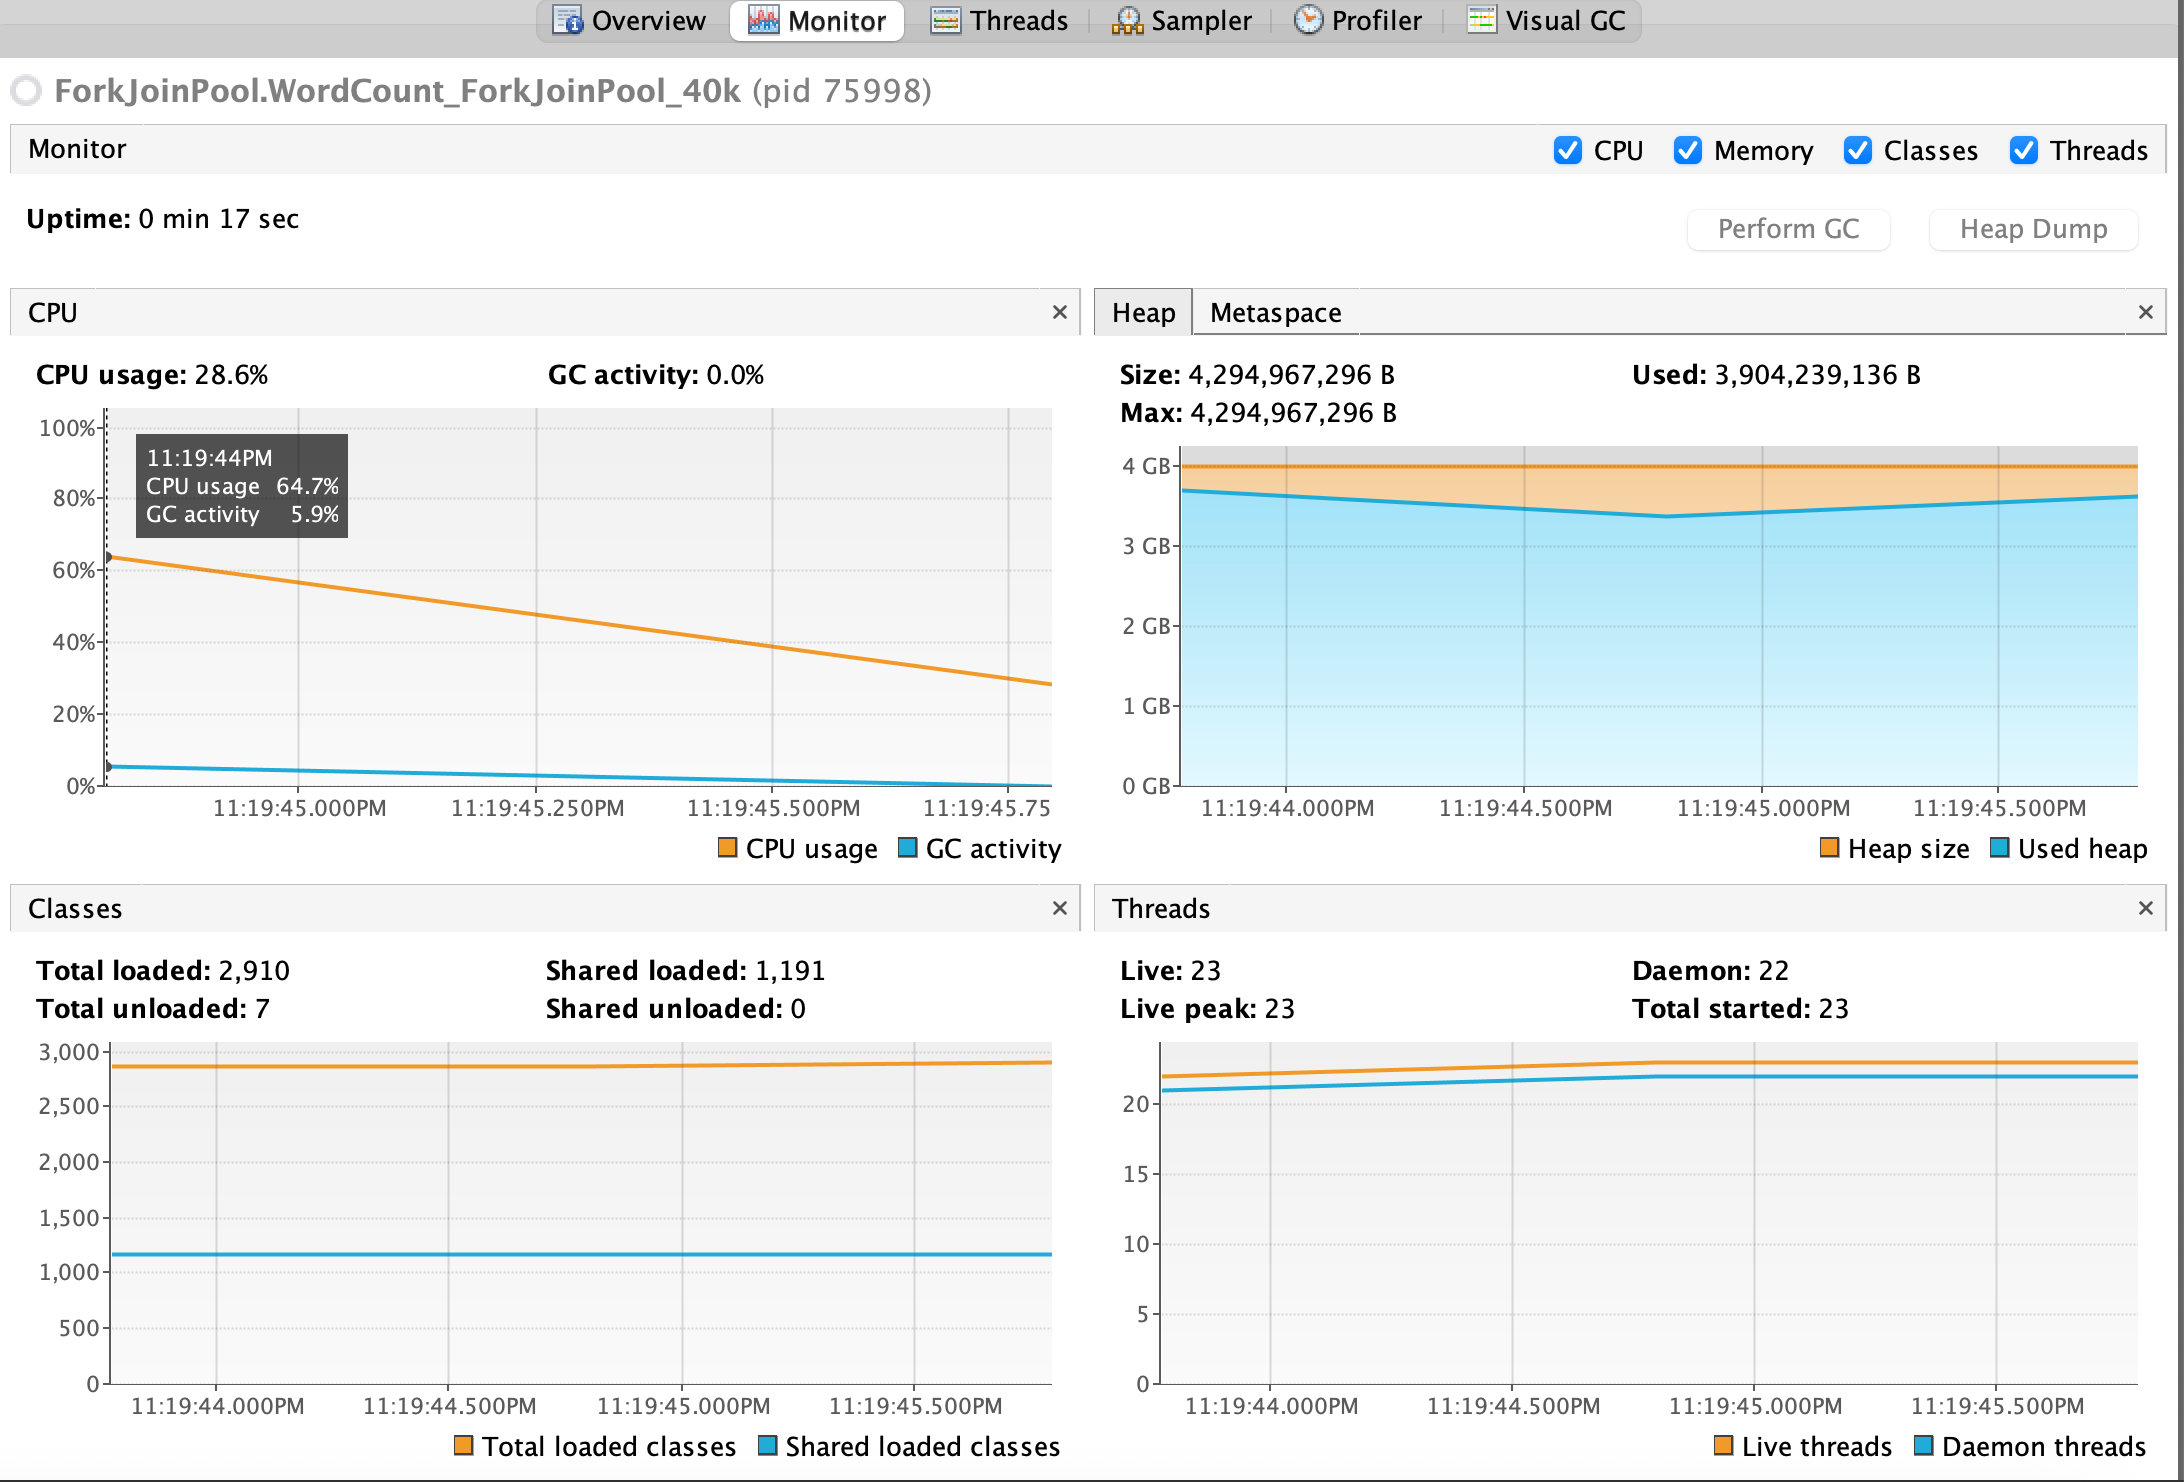 Overview Monitor Threads Sampler Profiler Visual GC
ForkJoinPool.WordCount_ForkJoinPool_40k (pid 75998)
Monitor CPU Memory Classes Threads
Uptime: 0 min 17 sec
Perform GC Heap Dump
CPU
CPU usage: 28.6% GC activity: 0.0%
100%
80%
60%
40%
20%
0%
11:19:44PM
CPU usage 64.7%
GC activity 5.9%
11:19:45.000PM 11:19:45.250PM 11:19:45.500PM 11:19:45.75
CPU usage GC activity
Heap Metaspace
Size: 4,294,967,296 B Used: 3,904,239,136 B
Max: 4,294,967,296 B
4 GB
3 GB
2 GB
1 GB
0 GB
11:19:44.000PM 11:19:44.500PM 11:19:45.000PM 11:19:45.500PM
Heap size Used heap
Classes
Total loaded: 2,910 Shared loaded: 1,191
Total unloaded: 7 Shared unloaded: 0
3,000
2,500
2,000
1,500
1,000
500
0
11:19:44.000PM 11:19:44.500PM 11:19:45.000PM 11:19:45.500PM
Total loaded classes Shared loaded classes
Threads
Live: 23 Daemon: 22
Live peak: 23 Total started: 23
20
15
10
5
0
11:19:44.000PM 11:19:44.500PM 11:19:45.000PM 11:19:45.500PM
Live threads Daemon threads